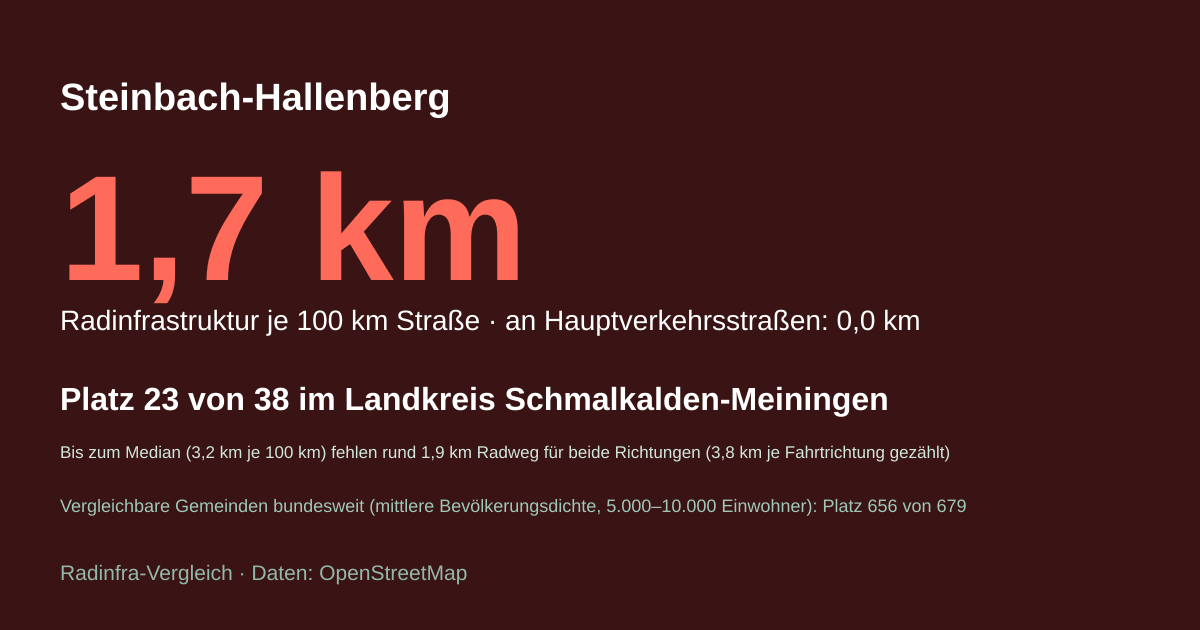 Steinbach-Hallenberg
1,7 km
Radinfrastruktur je 100 km Straße · an Hauptverkehrsstraßen: 0,0 km
Platz 23 von 38 im Landkreis Schmalkalden-Meiningen
Bis zum Median (3,2 km je 100 km) fehlen rund 1,9 km Radweg für beide Richtungen (3,8 km je Fahrtrichtung gezählt)
Vergleichbare Gemeinden bundesweit (mittlere Bevölkerungsdichte, 5.000–10.000 Einwohner): Platz 656 von 679
Radinfra-Vergleich · Daten: OpenStreetMap